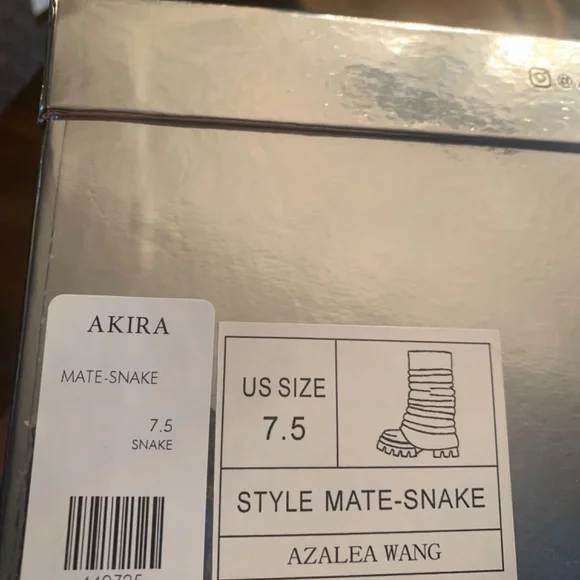 @
AKIRA
MATE-SNAKE
7.5
SNAKE
US SIZE
7.5
STYLE MATE-SNAKE
AZALEA WANG